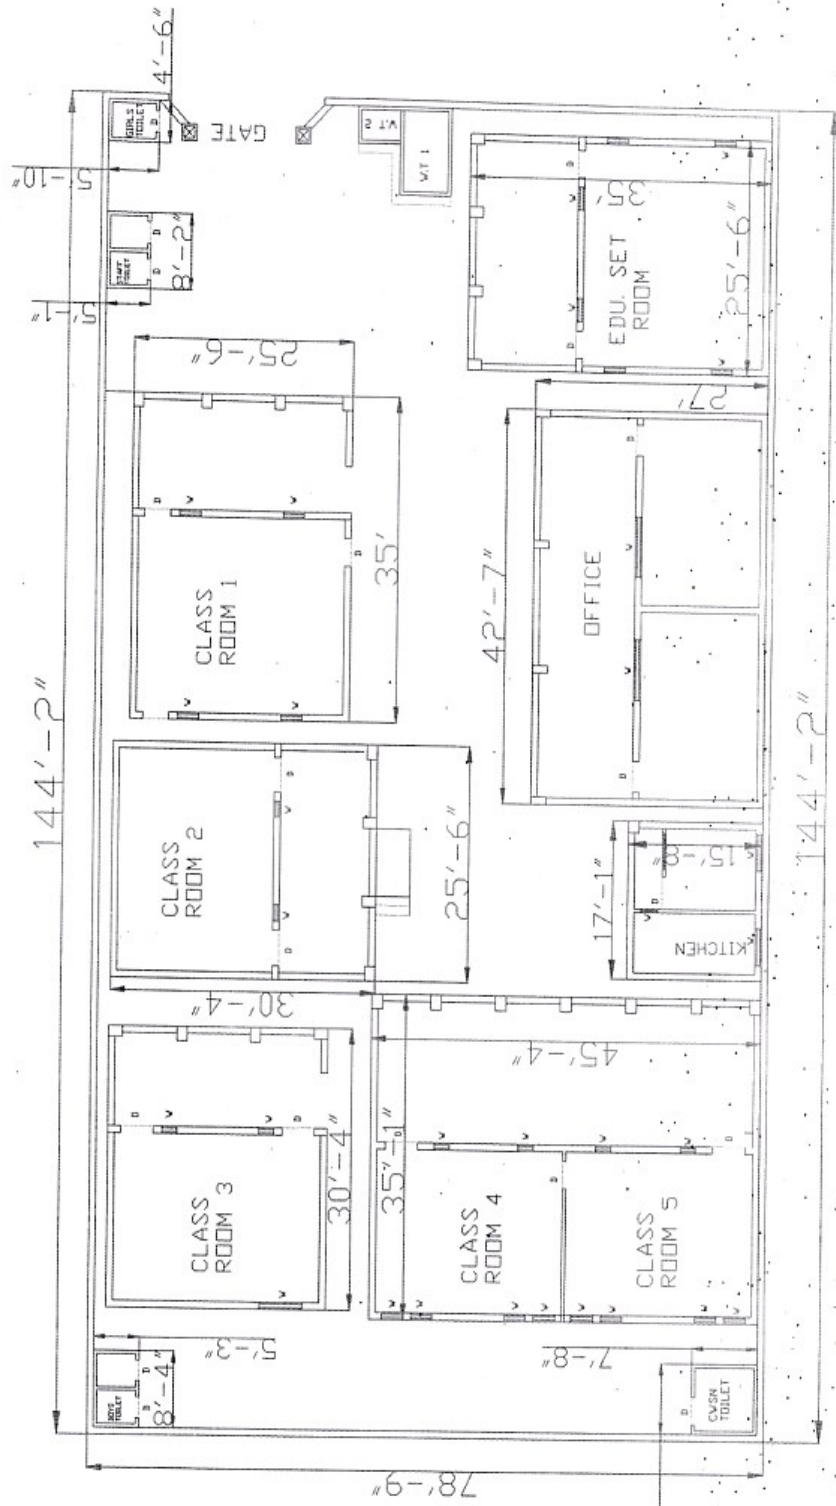 144'-2"
4'-6"
GIRLS
TOILET
D
5'-10"
GATE
W.T 2
W.T 1
STAFF
TOILET
D
D
8'-2"
5'-1"
25'-6"
CLASS
ROOM 1
D
W
W
D
W
W
35'
35'
EDU. SET
ROOM
25'-6"
D
W
W
D
W
W
W
W
27'
42'-7"
OFFICE
D
W
W
D
CLASS
ROOM 2
D
W
W
D
25'-6"
30'-4"
17'-1"
15'-8"
KITCHEN
D
W
W
W
CLASS
ROOM 3
D
W
W
D
W
30'-4"
45'-4"
35'-1"
CLASS
ROOM 4
CLASS
ROOM 5
D
W
W
W
W
D
D
W
W
W
W
W
W
W
W
BOYS
TOILET
D
D
8'-4"
5'-3"
7'-8"
CWSN
TOILET
D
78'-9"
144'-2"